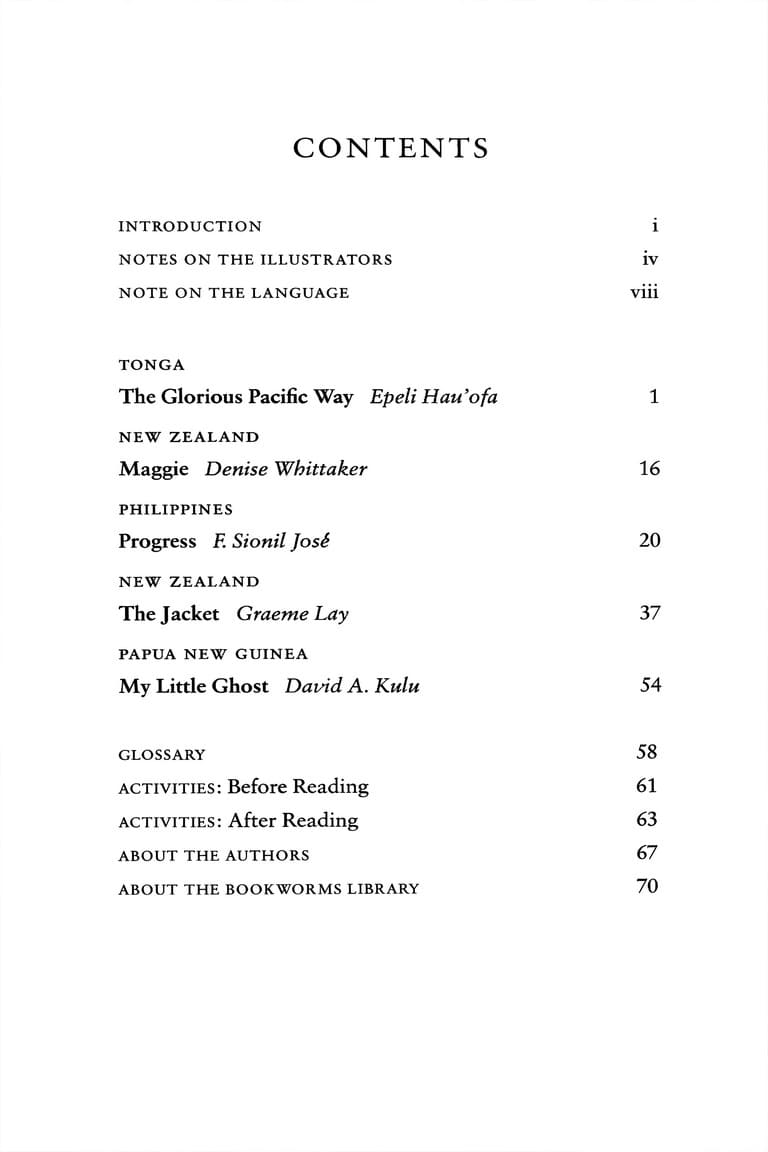 CONTENTS
INTRODUCTION i
NOTES ON THE ILLUSTRATORS iv
NOTE ON THE LANGUAGE viii
TONGA
The Glorious Pacific Way Epeli Hau’ofa 1
NEW ZEALAND
Maggie Denise Whittaker 16
PHILIPPINES
Progress F. Sionil José 20
NEW ZEALAND
The Jacket Graeme Lay 37
PAPUA NEW GUINEA
My Little Ghost David A. Kulu 54
GLOSSARY 58
ACTIVITIES: Before Reading 61
ACTIVITIES: After Reading 63
ABOUT THE AUTHORS 67
ABOUT THE BOOKWORMS LIBRARY 70